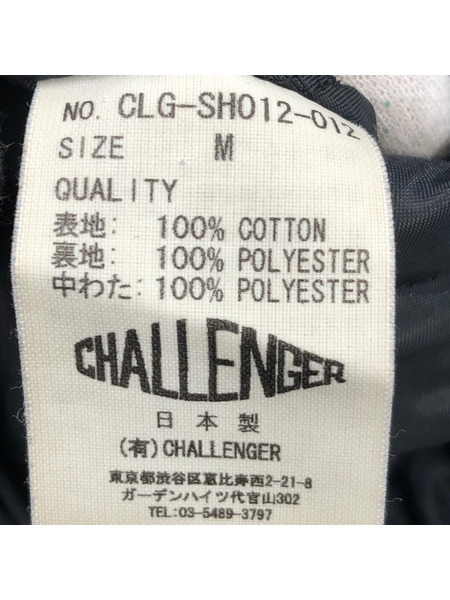 NO. CLG-SH012-012
SIZE M
QUALITY
表地: 100% COTTON
裏地: 100% POLYESTER
中わた: 100% POLYESTER
CHALLENGER
日本製
(有) CHALLENGER
東京都渋谷区恵比寿西2-21-8
ガーデンハイツ代官山302
TEL:03-5489-3797